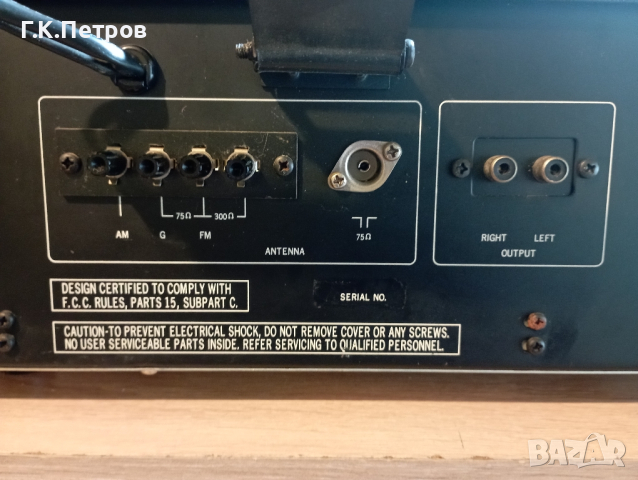 Г.К.Петров
AM G 75Ω FM 300Ω
75Ω
ANTENNA
RIGHT LEFT
OUTPUT
DESIGN CERTIFIED TO COMPLY WITH
F.C.C. RULES, PARTS 15, SUBPART C.
SERIAL NO.
CAUTION-TO PREVENT ELECTRICAL SHOCK, DO NOT REMOVE COVER OR ANY SCREWS.
NO USER SERVICEABLE PARTS INSIDE. REFER SERVICING TO QUALIFIED PERSONNEL.
BAZAR